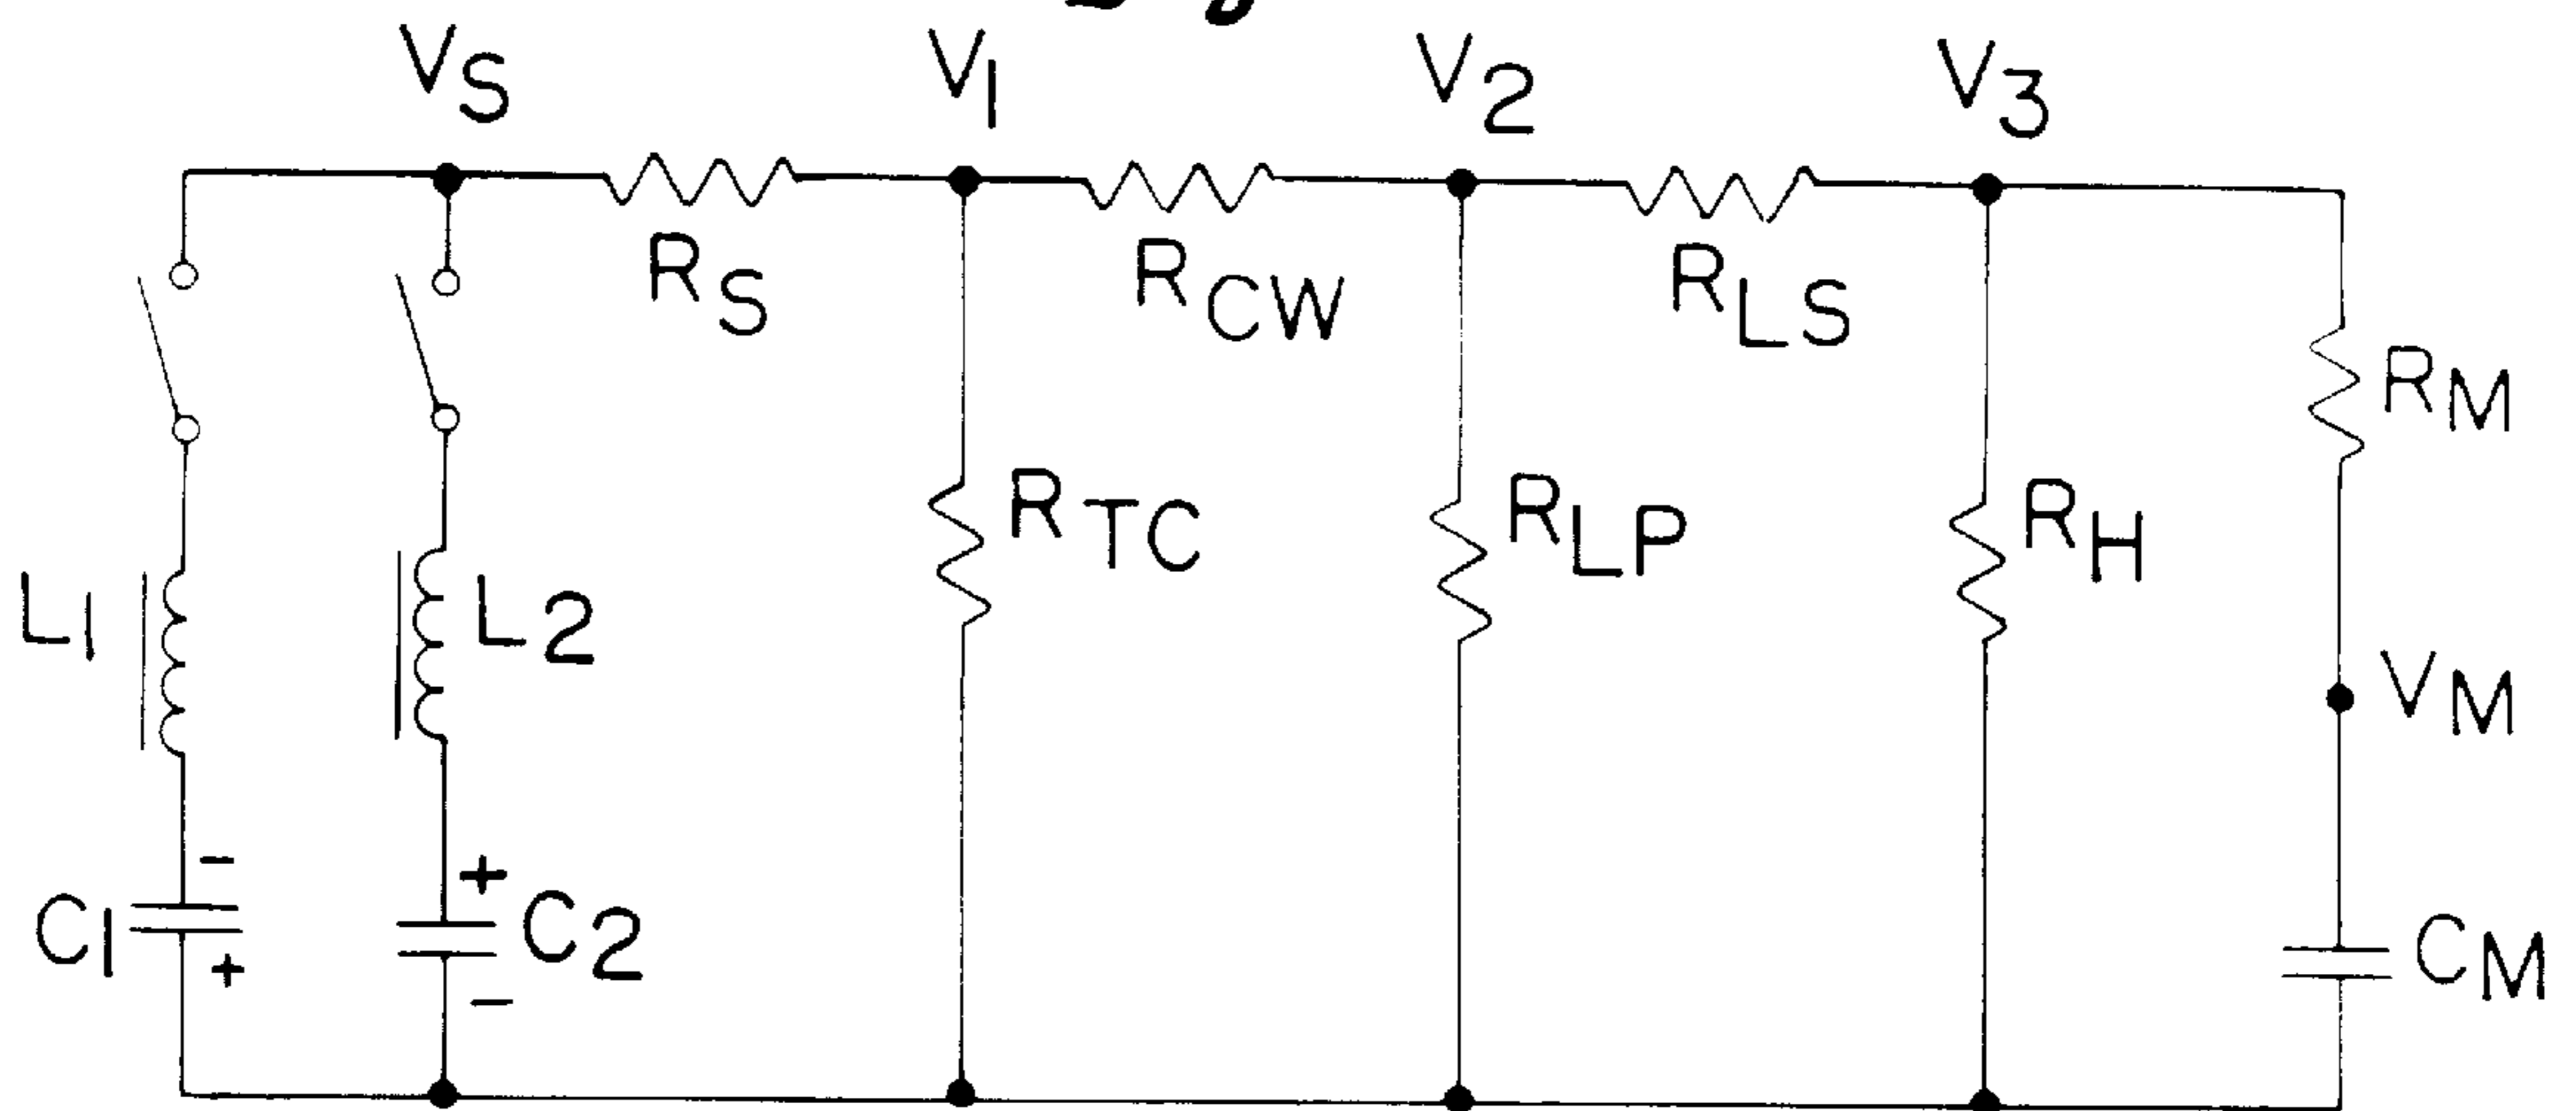 VS V1 V2 V3
RS RCW RLS
RM
RTC RLP RH
L1 L2
VM
- +
C1 C2 CM
+ -